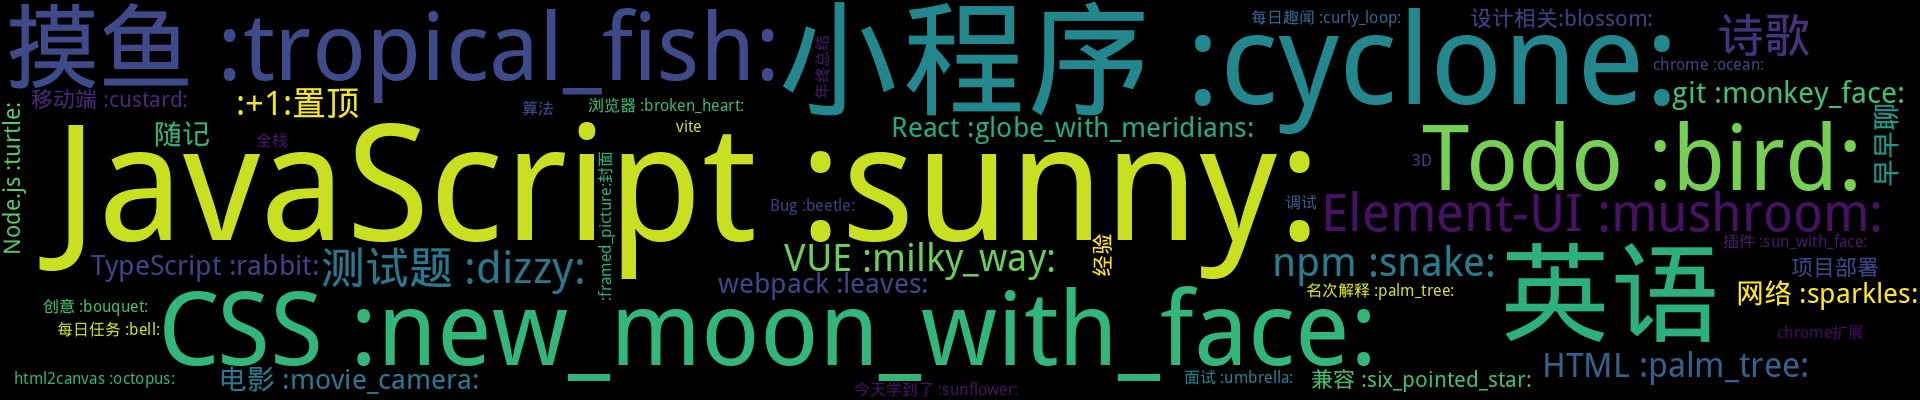 摸鱼 :tropical_fish:
小程序 :cyclone:
每日趣闻 :curly_loop:
设计相关:blossom:
诗歌
年终总结
chrome :ocean:
移动端 :custard:
:+1:置顶
算法
浏览器 :broken_heart:
git :monkey_face:
Node.js :turtle:
随记
全栈
vite
React :globe_with_meridians:
早早聊
JavaScript :sunny:
3D
Todo :bird:
:framed_picture:封面
Bug :beetle:
调试
Element-UI :mushroom:
TypeScript :rabbit:
测试题 :dizzy:
VUE :milky_way:
经验
npm :snake:
英语
插件 :sun_with_face:
项目部署
webpack :leaves:
名次解释 :palm_tree:
网络 :sparkles:
创意 :bouquet:
每日任务 :bell:
CSS :new_moon_with_face:
chrome扩展
html2canvas :octopus:
电影 :movie_camera:
今天学到了 :sunflower:
面试 :umbrella:
兼容 :six_pointed_star:
HTML :palm_tree: